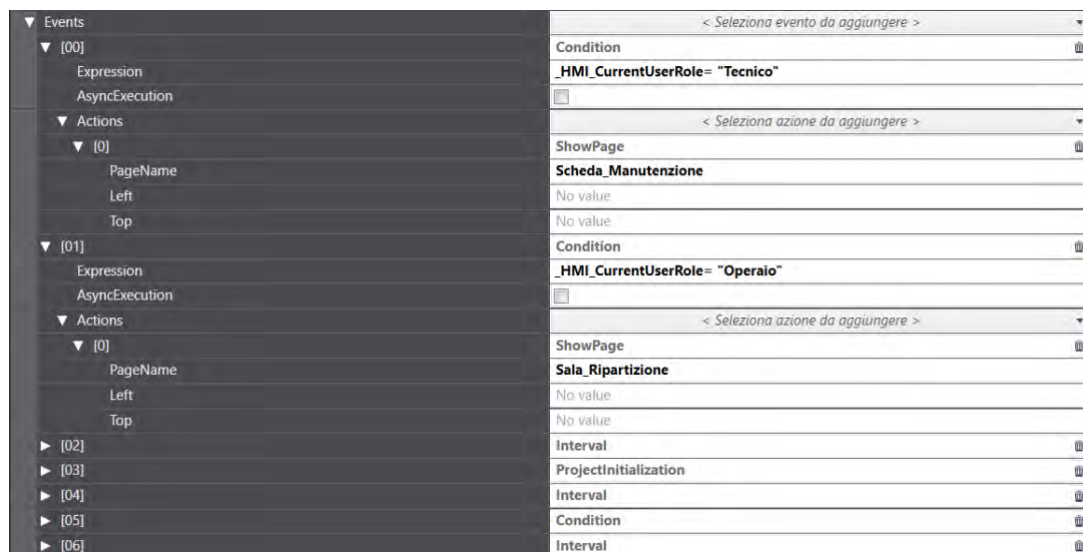 ▼ Events < Seleziona evento da aggiungere >
▼ [00] Condition
Expression _HMI_CurrentUserRole= "Tecnico"
AsyncExecution
▼ Actions < Seleziona azione da aggiungere >
▼ [0] ShowPage
PageName Scheda_Manutenzione
Left No value
Top No value
▼ [01] Condition
Expression _HMI_CurrentUserRole= "Operaio"
AsyncExecution
▼ Actions < Seleziona azione da aggiungere >
▼ [0] ShowPage
PageName Sala_Ripartizione
Left No value
Top No value
► [02] Interval
► [03] ProjectInitialization
► [04] Interval
► [05] Condition
► [06] Interval